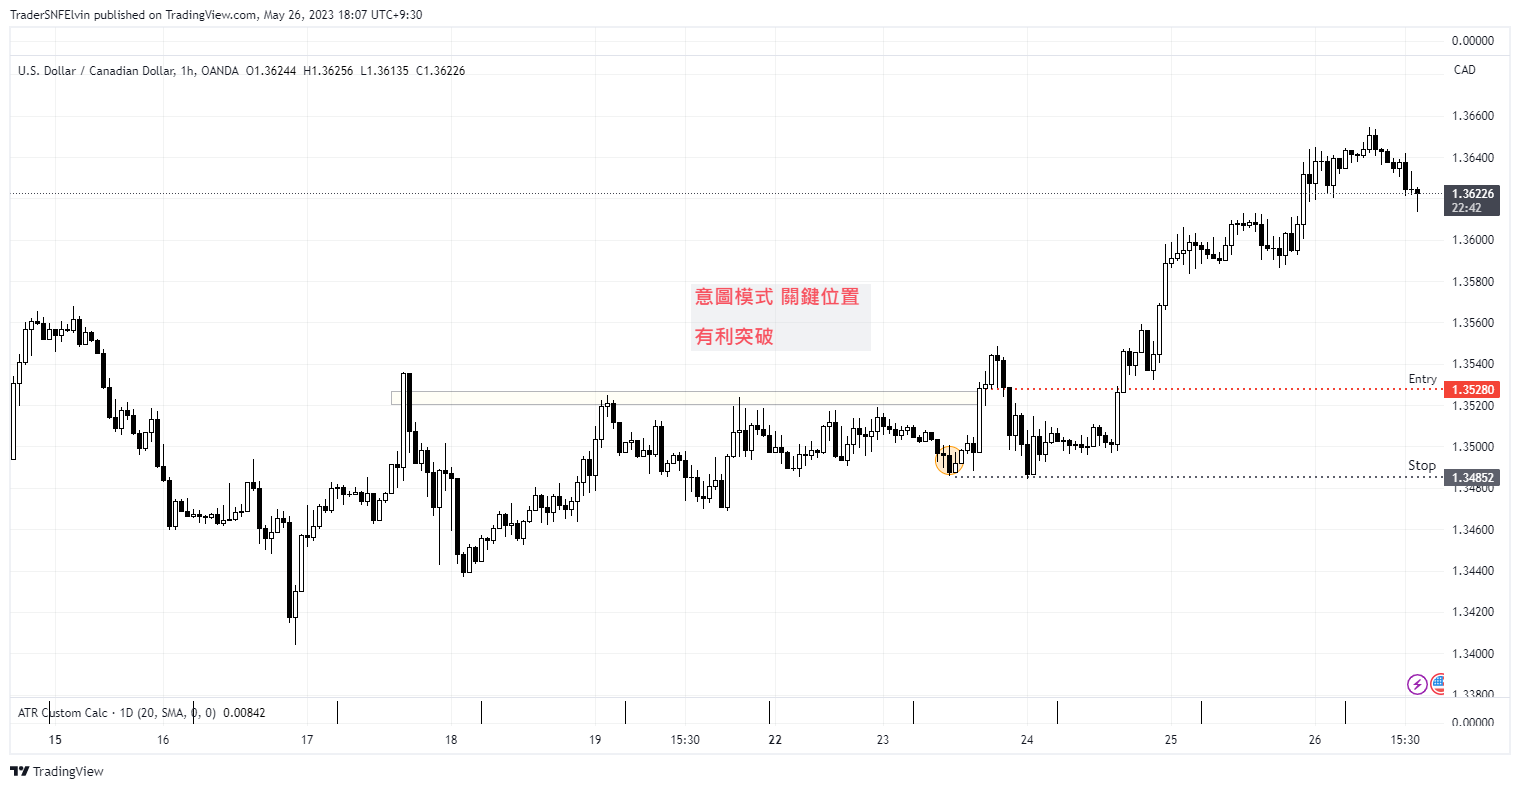 TraderSNFElvin published on TradingView.com, May 26, 2023 18:07 UTC+9:30
0.00000
U.S. Dollar / Canadian Dollar, 1h, OANDA O1.36244 H1.36256 L1.36135 C1.36226
CAD
1.36600
1.36400
1.36226
22:42
1.36000
1.35800
意圖模式 關鍵位置
有利突破
1.35600
1.35400
Entry
1.35280
1.35200
1.35000
Stop
1.34852
1.34800
1.34600
1.34400
1.34200
1.34000
1.33800
ATR Custom Calc · 1D (20, SMA, 0, 0) 0.00842
0.00000
15 16 17 18 19 15:30 22 23 24 25 26 15:30
TradingView